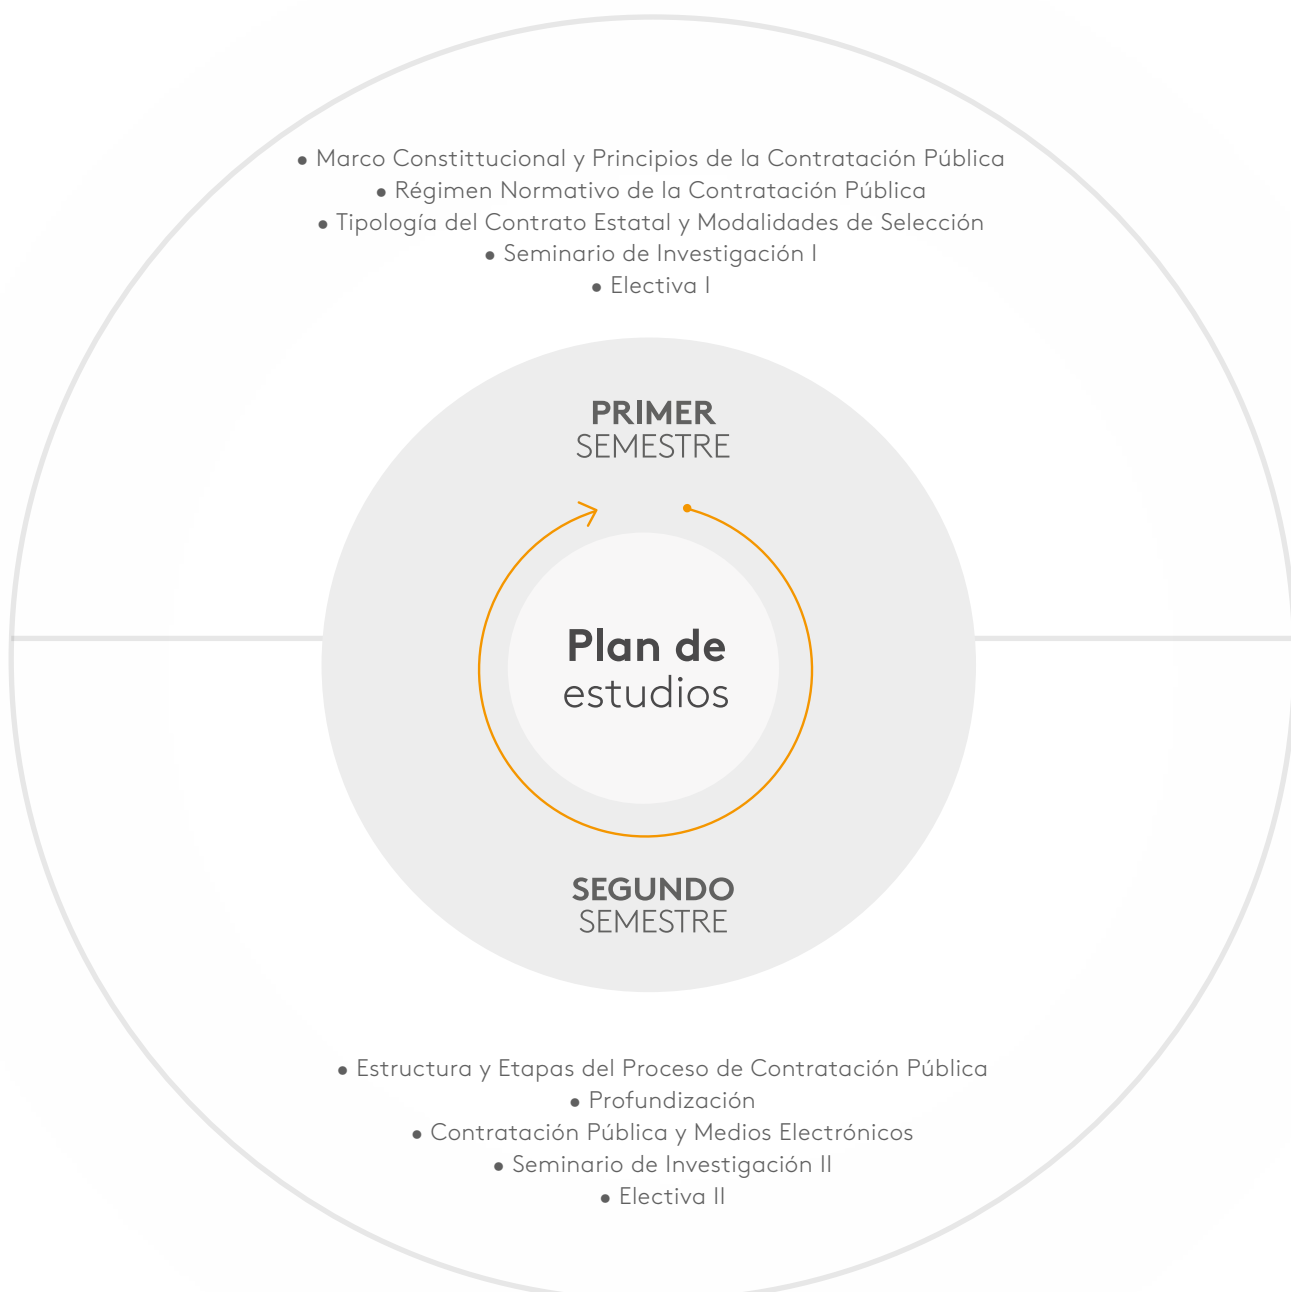 • Marco Constittucional y Principios de la Contratación Pública
• Régimen Normativo de la Contratación Pública
• Tipología del Contrato Estatal y Modalidades de Selección
• Seminario de Investigación I
• Electiva I
PRIMER
SEMESTRE
Plan de
estudios
SEGUNDO
SEMESTRE
• Estructura y Etapas del Proceso de Contratación Pública
• Profundización
• Contratación Pública y Medios Electrónicos
• Seminario de Investigación II
• Electiva II